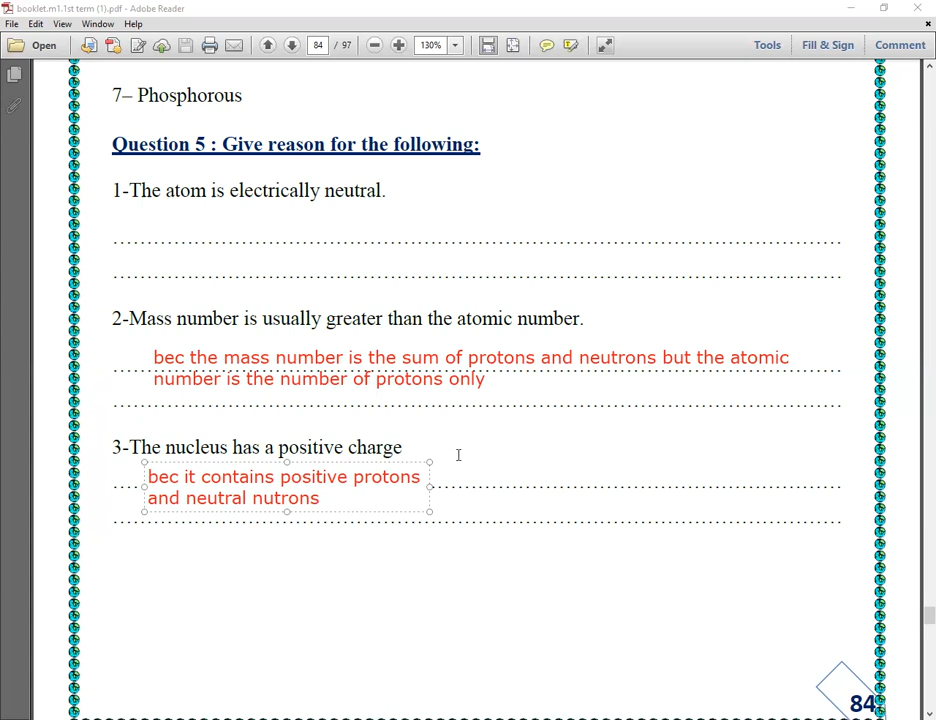 booklet.m1.1st term (1).pdf - Adobe Reader
File Edit View Window Help
Open 84 / 97 130% Tools Fill & Sign Comment
7– Phosphorous
Question 5 : Give reason for the following:
1-The atom is electrically neutral.
................................................................................
................................................................................
2-Mass number is usually greater than the atomic number.
bec the mass number is the sum of protons and neutrons but the atomic
number is the number of protons only
................................................................................
3-The nucleus has a positive charge
bec it contains positive protons
and neutral nutrons
................................................................................
84